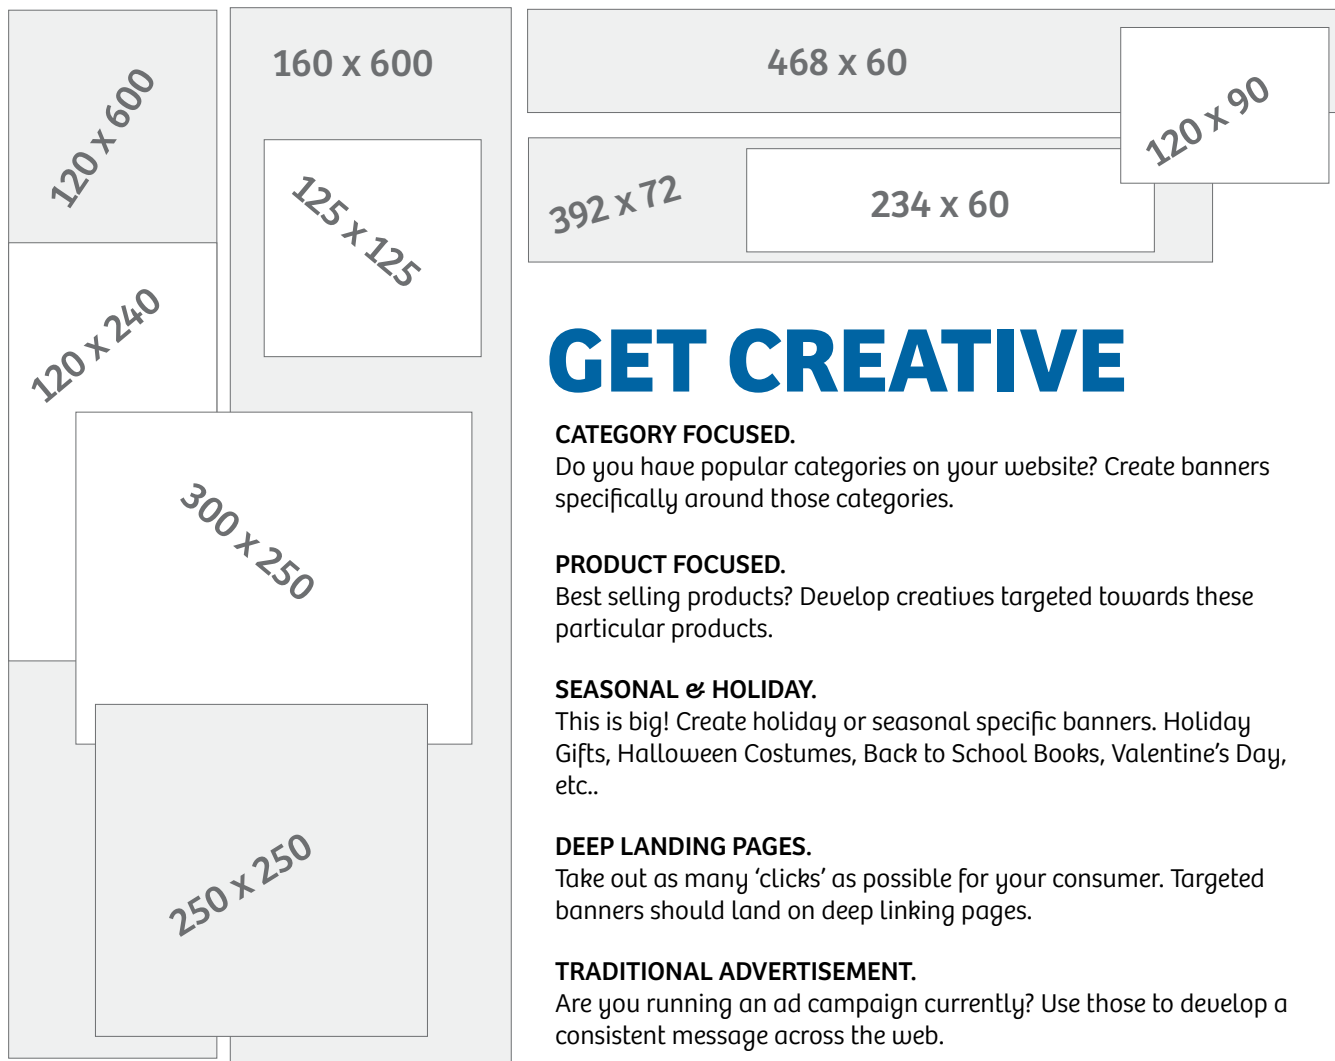 120 x 600
160 x 600
468 x 60
120 x 90
125 x 125
392 x 72
234 x 60
120 x 240
300 x 250
250 x 250
GET CREATIVE
CATEGORY FOCUSED.
Do you have popular categories on your website? Create banners
specifically around those categories.
PRODUCT FOCUSED.
Best selling products? Develop creatives targeted towards these
particular products.
SEASONAL & HOLIDAY.
This is big! Create holiday or seasonal specific banners. Holiday
Gifts, Halloween Costumes, Back to School Books, Valentine’s Day,
etc..
DEEP LANDING PAGES.
Take out as many ‘clicks’ as possible for your consumer. Targeted
banners should land on deep linking pages.
TRADITIONAL ADVERTISEMENT.
Are you running an ad campaign currently? Use those to develop a
consistent message across the web.